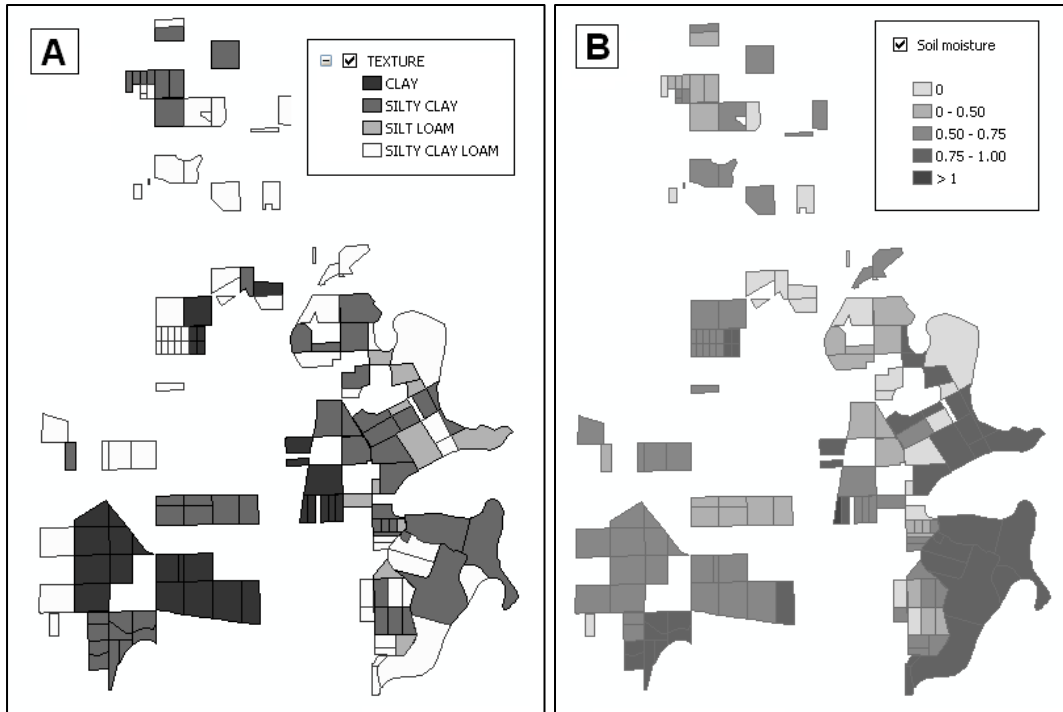 A
TEXTURE
CLAY
SILTY CLAY
SILT LOAM
SILTY CLAY LOAM
B
Soil moisture
0
0 - 0.50
0.50 - 0.75
0.75 - 1.00
> 1